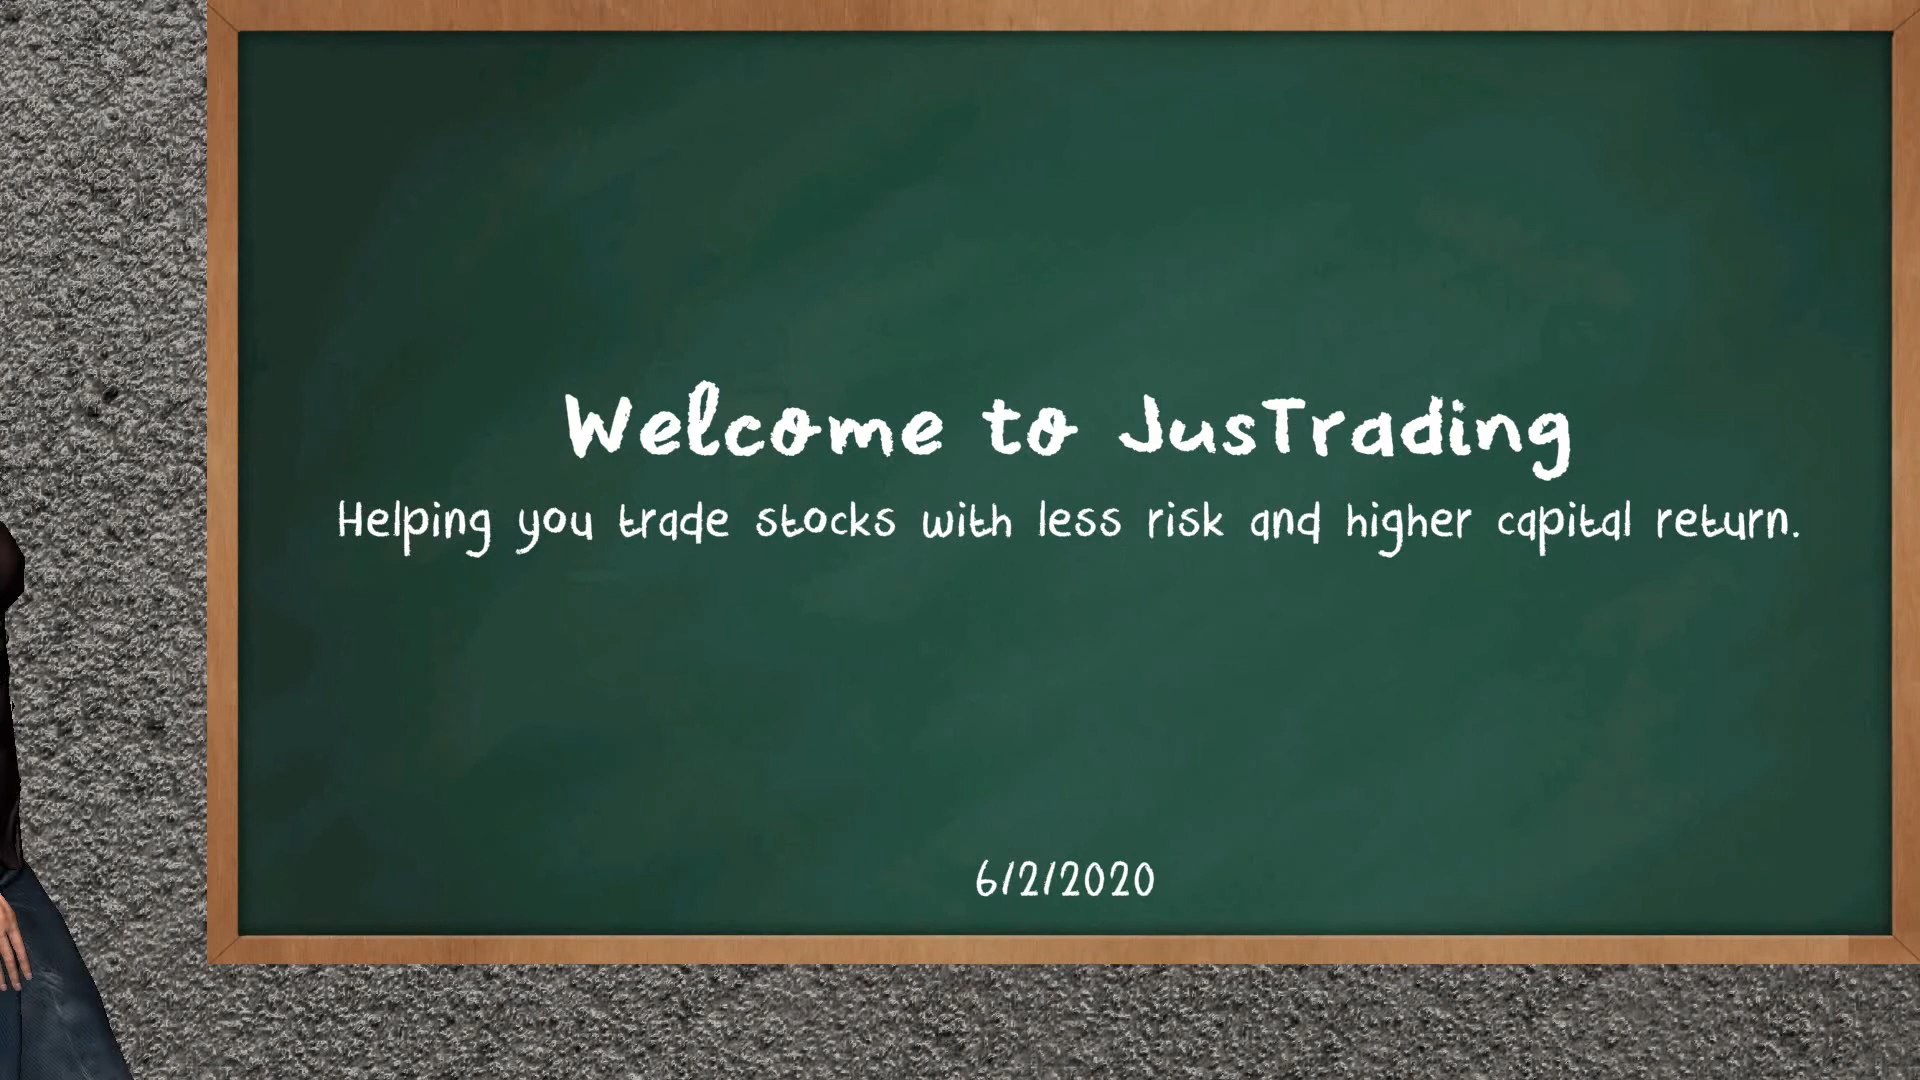 Welcome to JusTrading
Helping you trade stocks with less risk and higher capital return.
6/2/2020